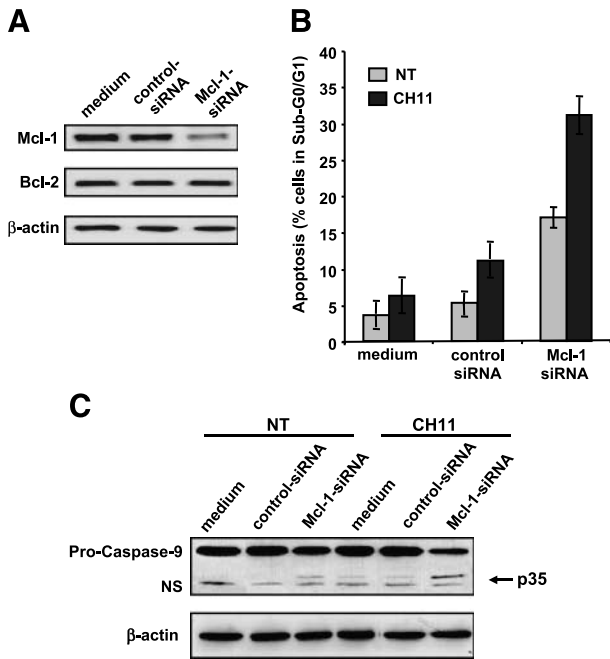 A
medium
control-
siRNA
Mcl-1-
siRNA
Mcl-1
Bcl-2
β-actin
B
Apoptosis (% cells in Sub-G0/G1)
40
35
30
25
20
15
10
5
0
NT
CH11
medium
control
siRNA
Mcl-1
siRNA
C
NT
CH11
medium
control-siRNA
Mcl-1-siRNA
medium
control-siRNA
Mcl-1-siRNA
Pro-Caspase-9
NS
p35
β-actin